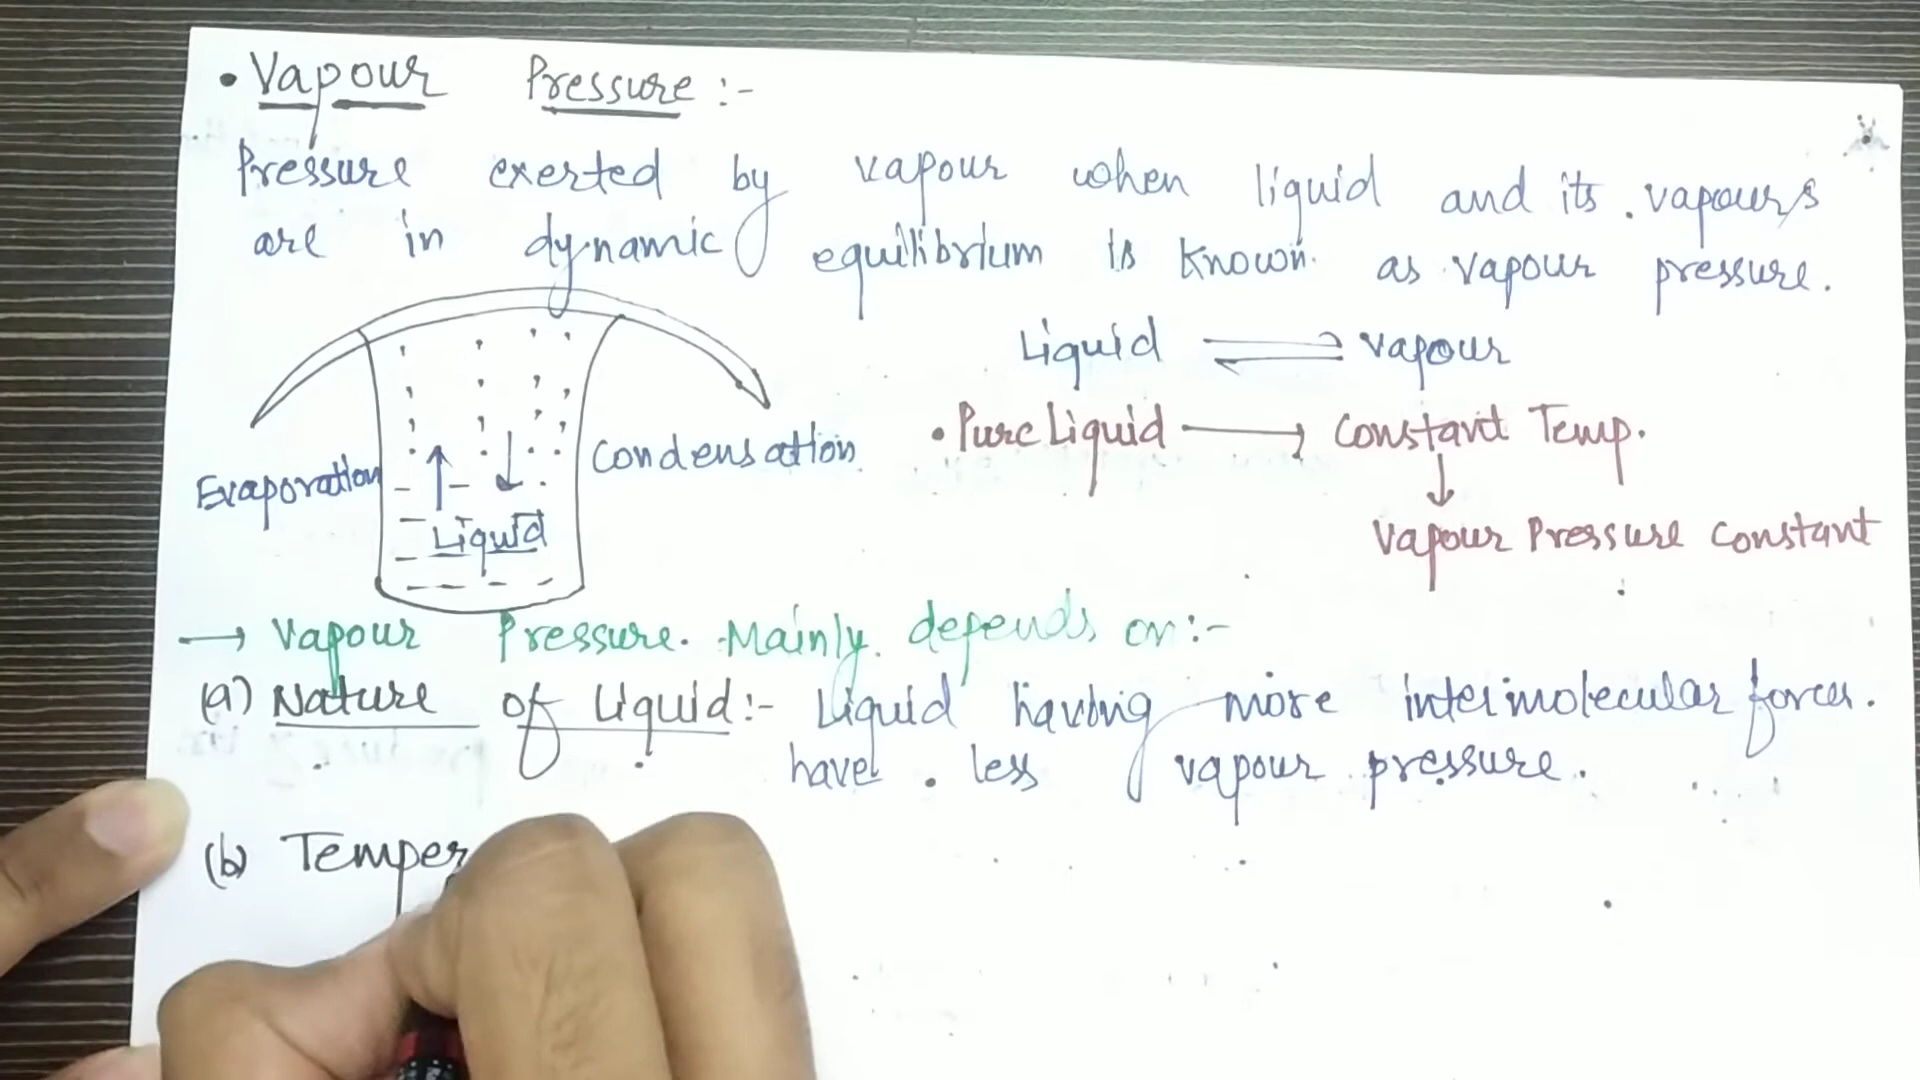 • Vapour Pressure :-
Pressure exerted by vapour when liquid and its vapours
are in dynamic equilibrium is known as vapour pressure.
Liquid ⇌ vapour
• Pure Liquid → Constant Temp.
↓
Vapour Pressure Constant
Evaporation
Condensation
Liquid
→ Vapour Pressure Mainly depends on :-
(a) Nature of Liquid :- Liquid having more intermolecular forces.
have less vapour pressure.
(b) Temper